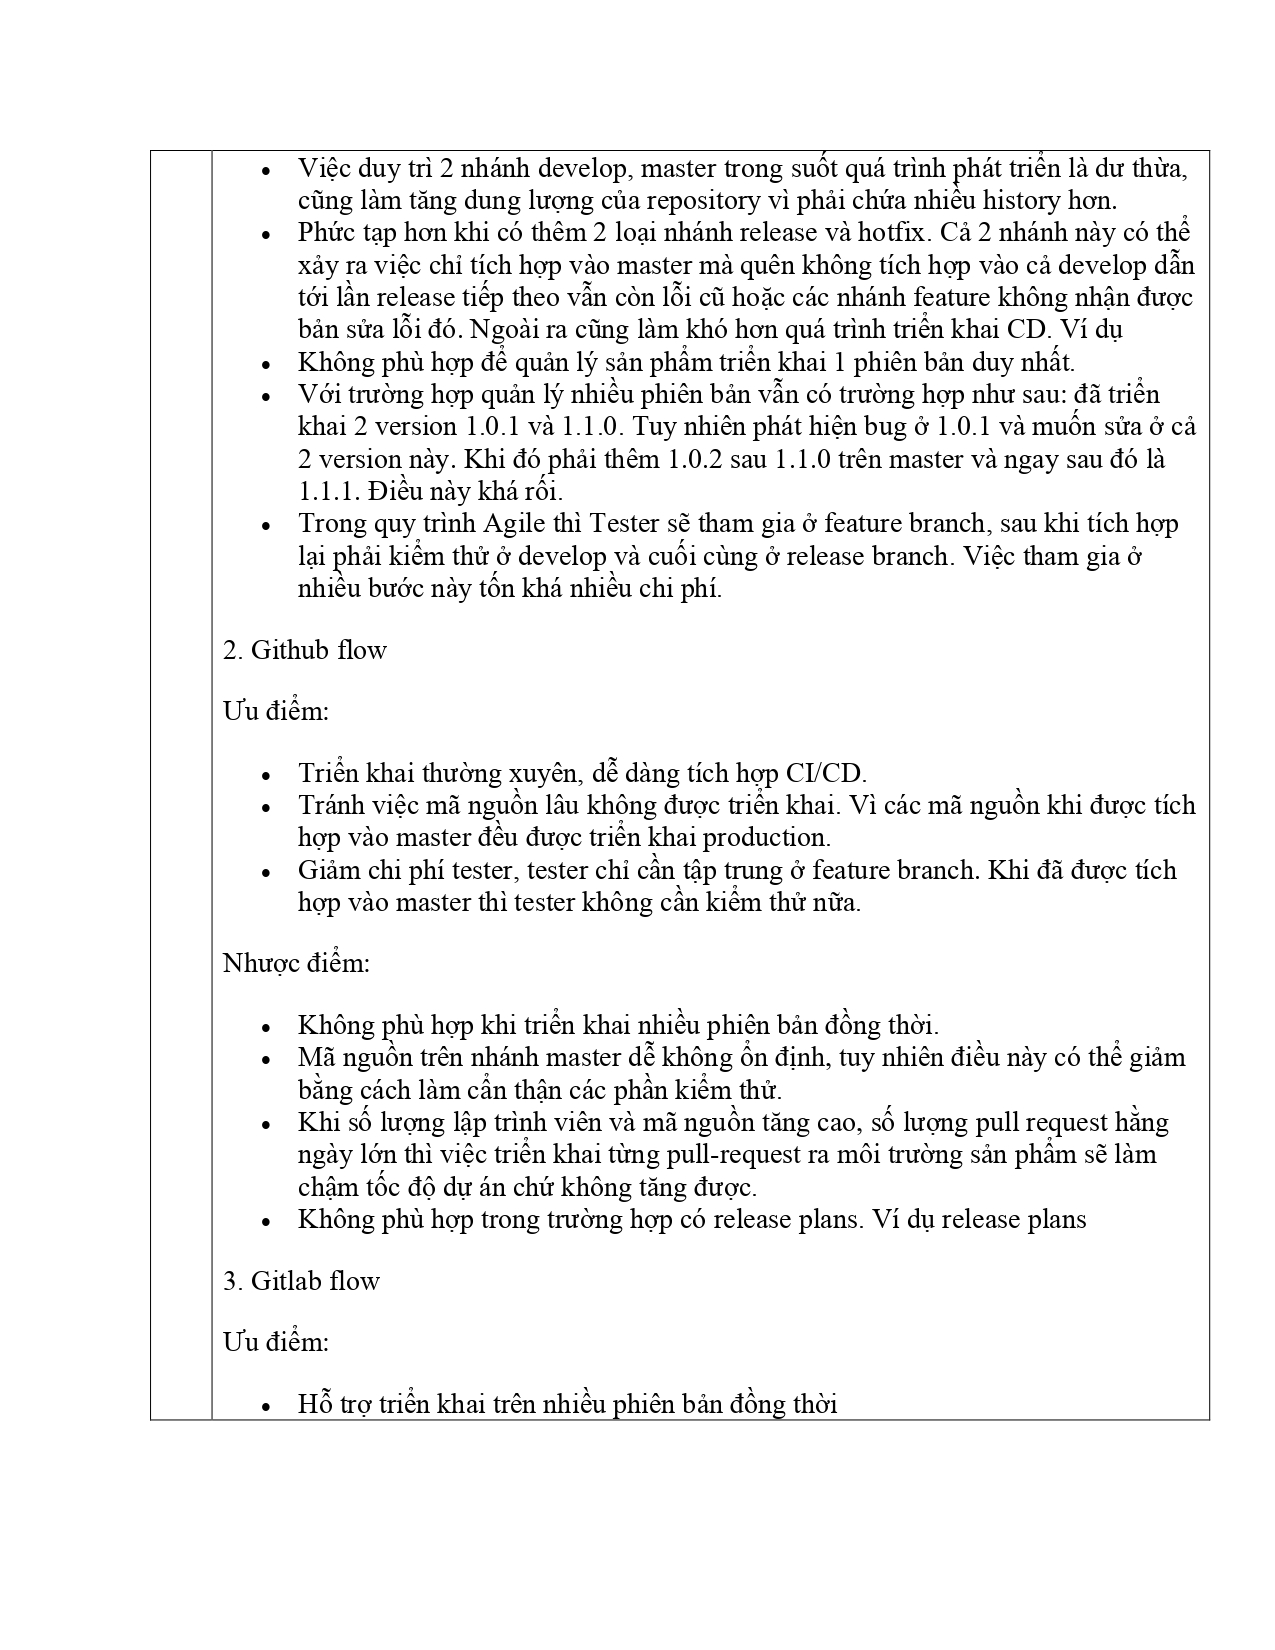 • Việc duy trì 2 nhánh develop, master trong suốt quá trình phát triển là dư thừa,
cũng làm tăng dung lượng của repository vì phải chứa nhiều history hơn.
• Phức tạp hơn khi có thêm 2 loại nhánh release và hotfix. Cả 2 nhánh này có thể
xảy ra việc chỉ tích hợp vào master mà quên không tích hợp vào cả develop dẫn
tới lần release tiếp theo vẫn còn lỗi cũ hoặc các nhánh feature không nhận được
bản sửa lỗi đó. Ngoài ra cũng làm khó hơn quá trình triển khai CD. Ví dụ
• Không phù hợp để quản lý sản phẩm triển khai 1 phiên bản duy nhất.
• Với trường hợp quản lý nhiều phiên bản vẫn có trường hợp như sau: đã triển
khai 2 version 1.0.1 và 1.1.0. Tuy nhiên phát hiện bug ở 1.0.1 và muốn sửa ở cả
2 version này. Khi đó phải thêm 1.0.2 sau 1.1.0 trên master và ngay sau đó là
1.1.1. Điều này khá rối.
• Trong quy trình Agile thì Tester sẽ tham gia ở feature branch, sau khi tích hợp
lại phải kiểm thử ở develop và cuối cùng ở release branch. Việc tham gia ở
nhiều bước này tốn khá nhiều chi phí.
2. Github flow
Ưu điểm:
• Triển khai thường xuyên, dễ dàng tích hợp CI/CD.
• Tránh việc mã nguồn lâu không được triển khai. Vì các mã nguồn khi được tích
hợp vào master đều được triển khai production.
• Giảm chi phí tester, tester chỉ cần tập trung ở feature branch. Khi đã được tích
hợp vào master thì tester không cần kiểm thử nữa.
Nhược điểm:
• Không phù hợp khi triển khai nhiều phiên bản đồng thời.
• Mã nguồn trên nhánh master dễ không ổn định, tuy nhiên điều này có thể giảm
bằng cách làm cẩn thận các phần kiểm thử.
• Khi số lượng lập trình viên và mã nguồn tăng cao, số lượng pull request hằng
ngày lớn thì việc triển khai từng pull-request ra môi trường sản phẩm sẽ làm
chậm tốc độ dự án chứ không tăng được.
• Không phù hợp trong trường hợp có release plans. Ví dụ release plans
3. Gitlab flow
Ưu điểm:
• Hỗ trợ triển khai trên nhiều phiên bản đồng thời